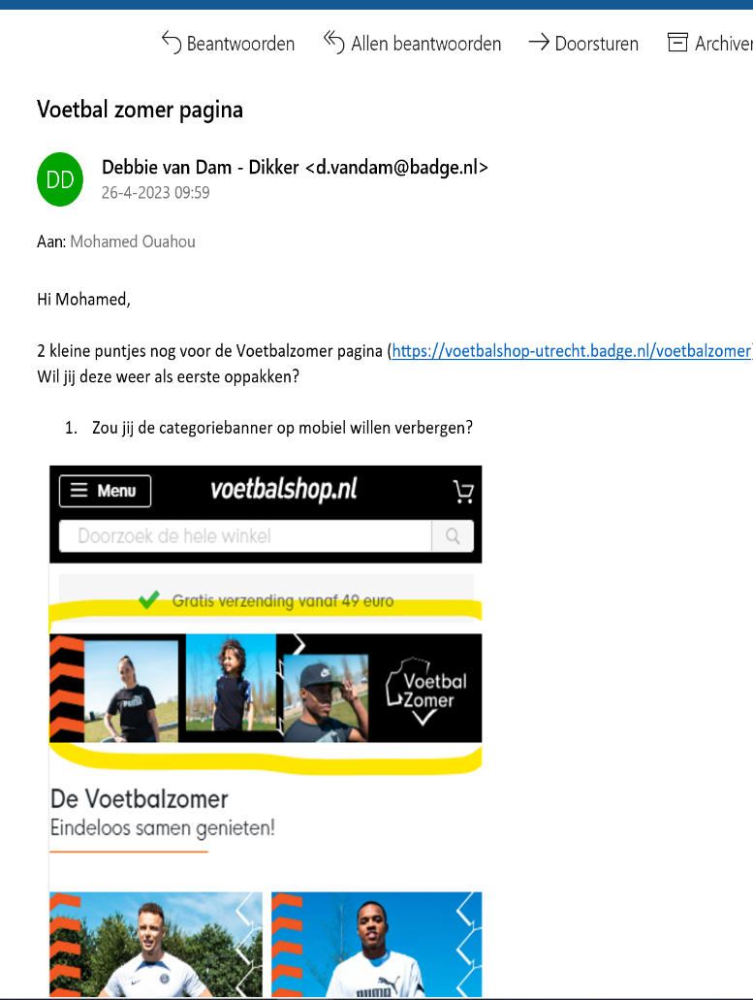 Beantwoorden Allen beantwoorden Doorsturen Archiver
Voetbal zomer pagina
DD
Debbie van Dam - Dikker <d.vandam@badge.nl>
26-4-2023 09:59
Aan: Mohamed Ouahou
Hi Mohamed,
2 kleine puntjes nog voor de Voetbalzomer pagina (https://voetbalshop-utrecht.badge.nl/voetbalzomer)
Wil jij deze weer als eerste oppakken?
1. Zou jij de categoriebanner op mobiel willen verbergen?
Menu voetbalshop.nl
Doorzoek de hele winkel
Gratis verzending vanaf 49 euro
Voetbal
Zomer
De Voetbalzomer
Eindeloos samen genieten!